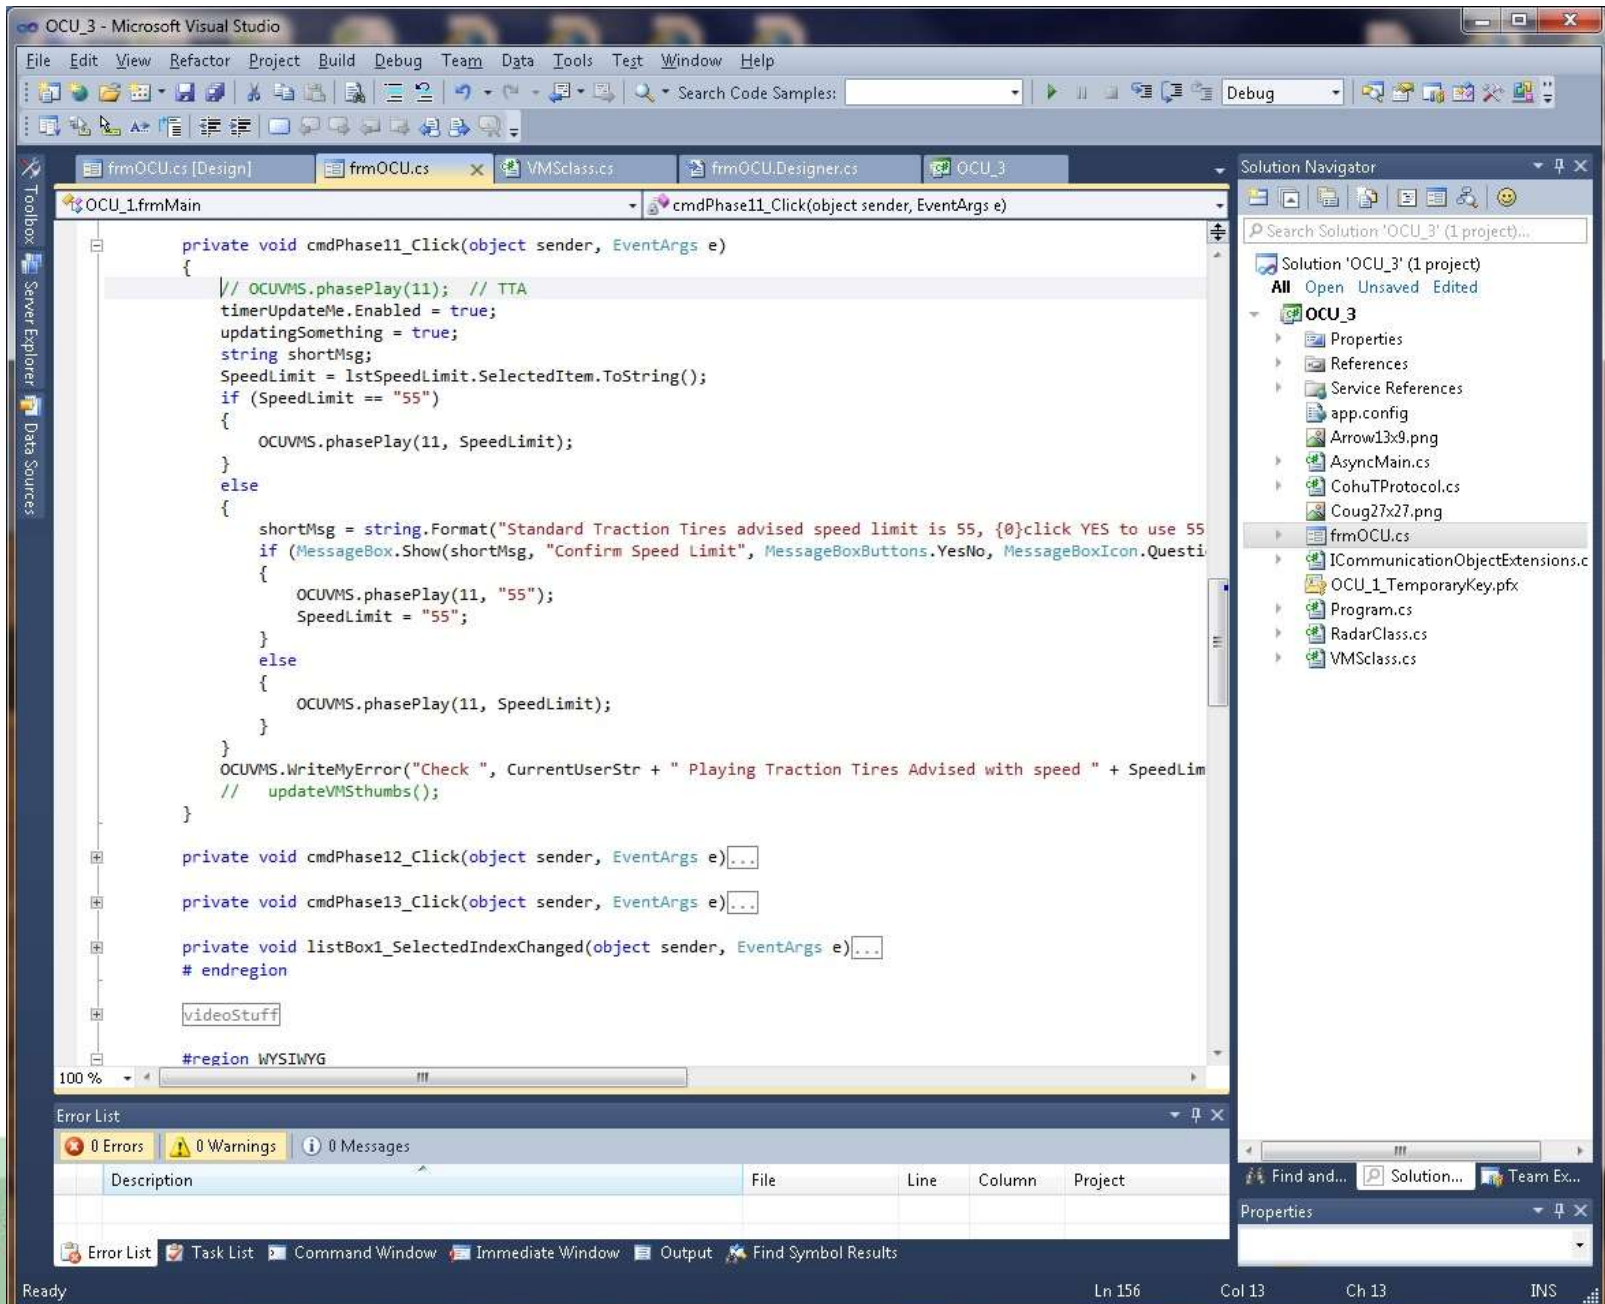 OCU_3 - Microsoft Visual Studio
File Edit View Refactor Project Build Debug Team Data Tools Test Window Help
Search Code Samples: Debug
frmOCU.cs [Design] frmOCU.cs VMSclass.cs frmOCU.Designer.cs OCU_3
OCU_1.frmMain cmdPhase11_Click(object sender, EventArgs e)
Toolbox
Server Explorer
Data Sources
private void cmdPhase11_Click(object sender, EventArgs e)
{
// OCUVMS.phasePlay(11); // TTA
timerUpdateMe.Enabled = true;
updatingSomething = true;
string shortMsg;
SpeedLimit = lstSpeedLimit.SelectedItem.ToString();
if (SpeedLimit == "55")
{
OCUVMS.phasePlay(11, SpeedLimit);
}
else
{
shortMsg = string.Format("Standard Traction Tires advised speed limit is 55, {0}click YES to use 55
if (MessageBox.Show(shortMsg, "Confirm Speed Limit", MessageBoxButtons.YesNo, MessageBoxIcon.Questi
{
OCUVMS.phasePlay(11, "55");
SpeedLimit = "55";
}
else
{
OCUVMS.phasePlay(11, SpeedLimit);
}
}
OCUVMS.WriteMyError("Check ", CurrentUserStr + " Playing Traction Tires Advised with speed " + SpeedLim
// updateVMSthumbs();
}
private void cmdPhase12_Click(object sender, EventArgs e)...
private void cmdPhase13_Click(object sender, EventArgs e)...
private void listBox1_SelectedIndexChanged(object sender, EventArgs e)...
# endregion
videoStuff
#region WYSIWYG
100 %
Solution Navigator
Search Solution 'OCU_3' (1 project)...
Solution 'OCU_3' (1 project)
All Open Unsaved Edited
OCU_3
Properties
References
Service References
app.config
Arrow13x9.png
AsyncMain.cs
CohuTProtocol.cs
Coug27x27.png
frmOCU.cs
ICommunicationObjectExtensions.c
OCU_1_TemporaryKey.pfx
Program.cs
RadarClass.cs
VMSclass.cs
Find and... Solution... Team Ex...
Properties
Error List
0 Errors 0 Warnings 0 Messages
Description File Line Column Project
Error List Task List Command Window Immediate Window Output Find Symbol Results
Ready Ln 156 Col 13 Ch 13 INS